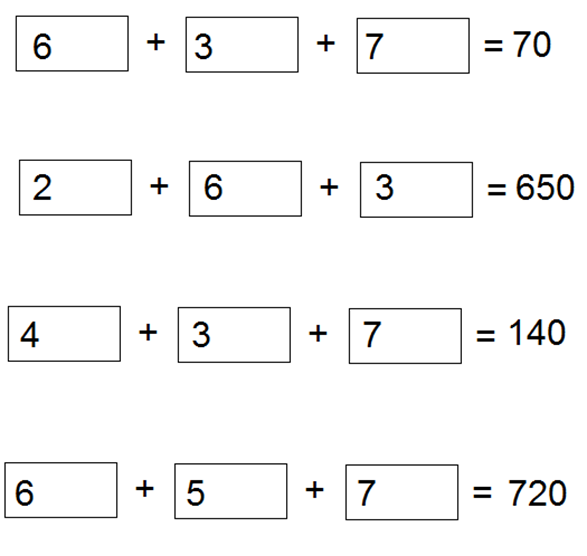 6 + 3 + 7 = 70
2 + 6 + 3 = 650
4 + 3 + 7 = 140
6 + 5 + 7 = 720